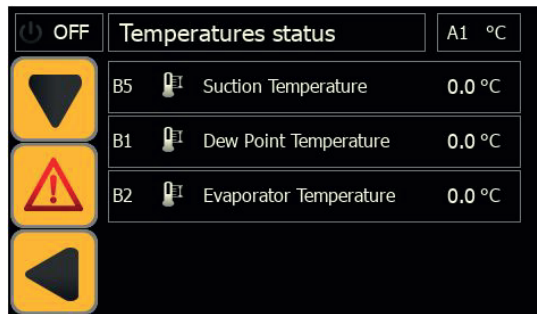 OFF Temperatures status A1 °C
B5 Suction Temperature 0.0 °C
B1 Dew Point Temperature 0.0 °C
B2 Evaporator Temperature 0.0 °C